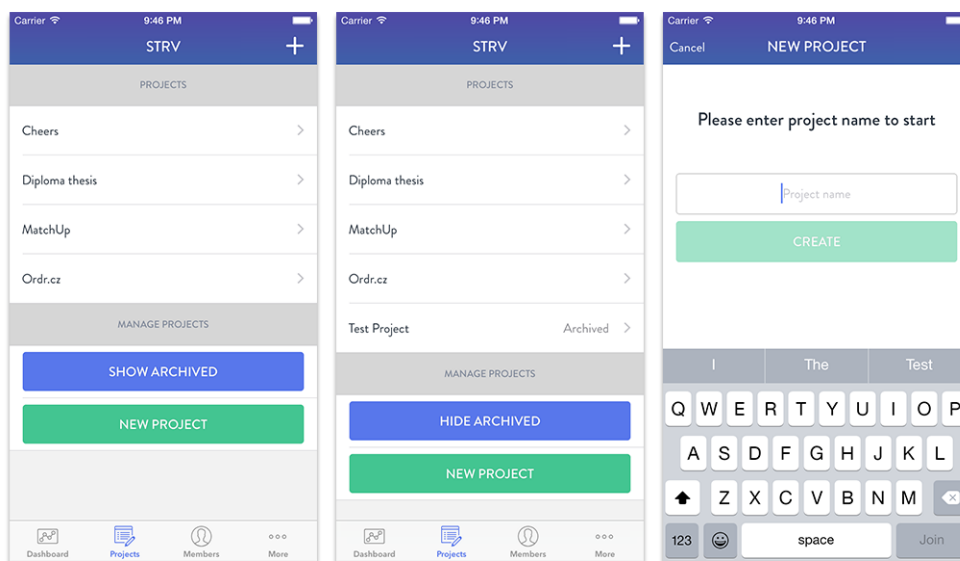 Carrier 9:46 PM
STRV +
PROJECTS
Cheers
Diploma thesis
MatchUp
Ordr.cz
MANAGE PROJECTS
SHOW ARCHIVED
NEW PROJECT
Dashboard Projects Members More
Carrier 9:46 PM
STRV +
PROJECTS
Cheers
Diploma thesis
MatchUp
Ordr.cz
Test Project Archived
MANAGE PROJECTS
HIDE ARCHIVED
NEW PROJECT
Dashboard Projects Members More
Carrier 9:46 PM
Cancel NEW PROJECT
Please enter project name to start
Project name
CREATE
I The Test
Q W E R T Y U I O P
A S D F G H J K L
Z X C V B N M
123 space Join